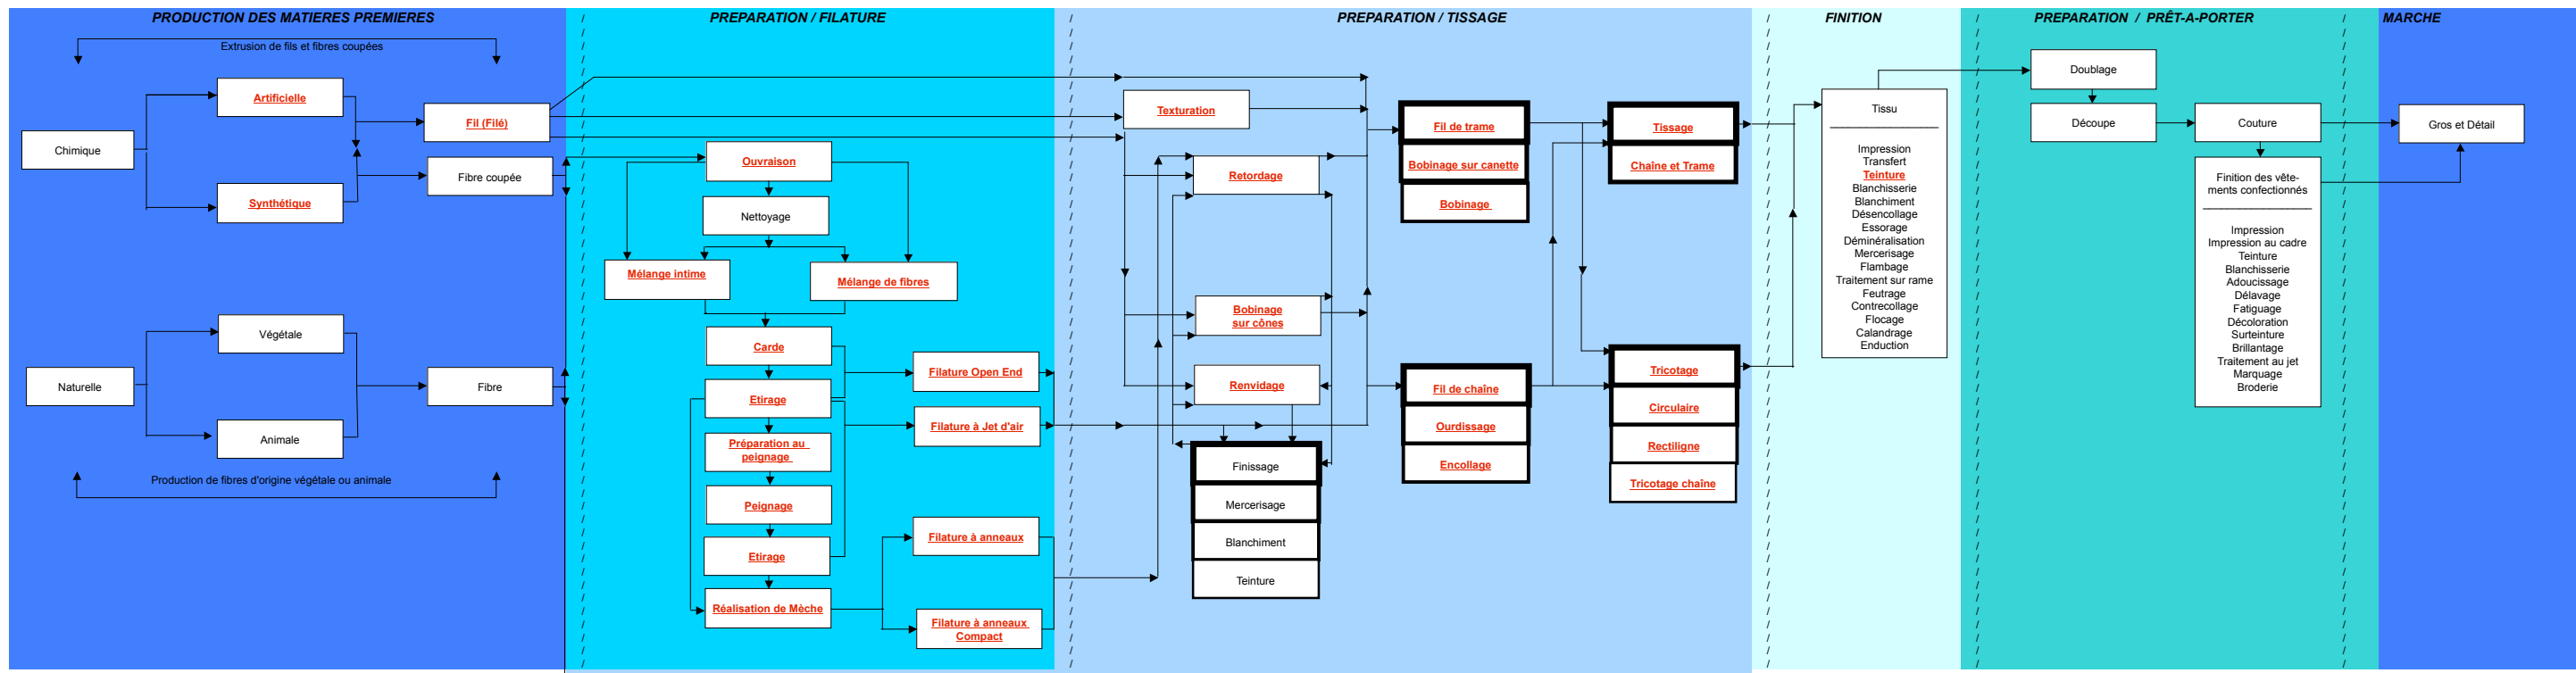 PRODUCTION DES MATIERES PREMIERES
PREPARATION / FILATURE
PREPARATION / TISSAGE
FINITION
PREPARATION / PRÊT-A-PORTER
MARCHE
Extrusion de fils et fibres coupées
Artificielle
Fil (Filé)
Chimique
Fibre coupée
Synthétique
Végétale
Naturelle
Fibre
Animale
Production de fibres d'origine végétale ou animale
Ouvraison
Nettoyage
Mélange intime
Mélange de fibres
Carde
Etirage
Préparation au
peignage
Peignage
Etirage
Réalisation de Mèche
Filature Open End
Filature à Jet d'air
Filature à anneaux
Filature à anneaux
Compact
Texturation
Retordage
Bobinage
sur cônes
Renvidage
Finissage
Mercerisage
Blanchiment
Teinture
Fil de trame
Bobinage sur canette
Bobinage
Fil de chaîne
Ourdissage
Encollage
Tissage
Chaîne et Trame
Tricotage
Circulaire
Rectiligne
Tricotage chaîne
Tissu
Impression
Transfert
Teinture
Blanchisserie
Blanchiment
Désencollage
Essorage
Déminéralisation
Mercerisage
Flambage
Traitement sur rame
Feutrage
Contrecollage
Flocage
Calandrage
Enduction
Doublage
Découpe
Couture
Finition des vête-
ments confectionnés
Impression
Impression au cadre
Teinture
Blanchisserie
Adoucissage
Délavage
Fatiguage
Décoloration
Surteinture
Brillantage
Traitement au jet
Marquage
Broderie
Gros et Détail